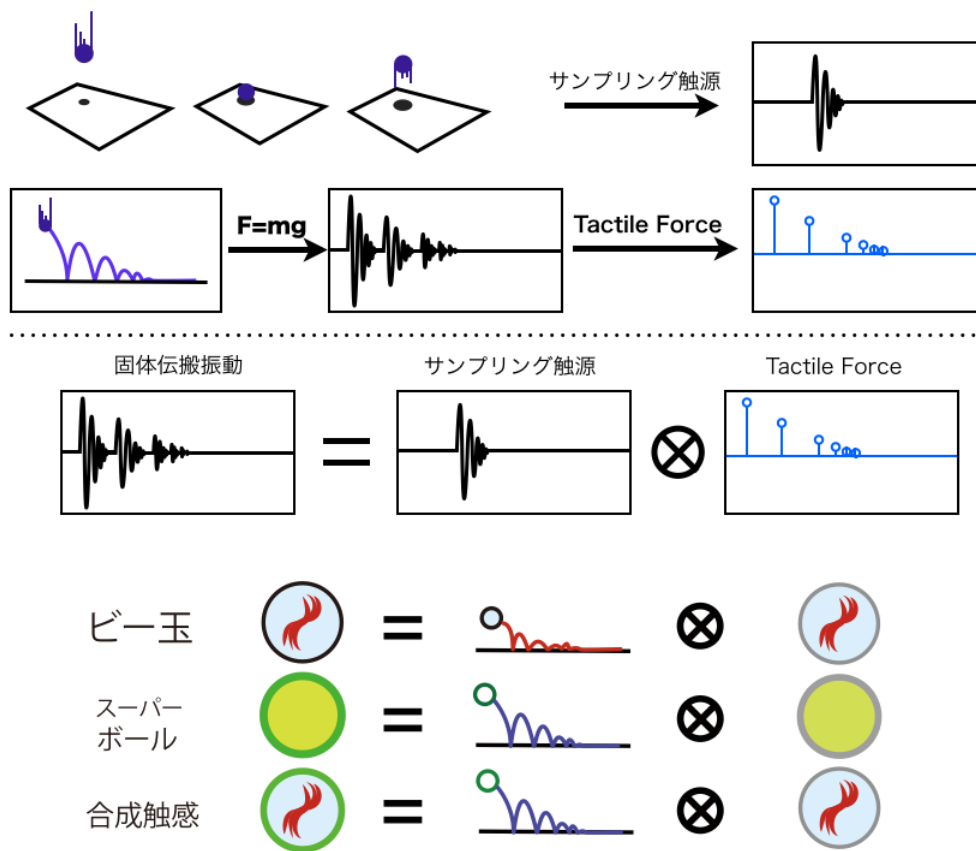 サンプリング触源
F=mg
Tactile Force
固体伝搬振動
サンプリング触源
Tactile Force
ビー玉
スーパー
ボール
合成触感